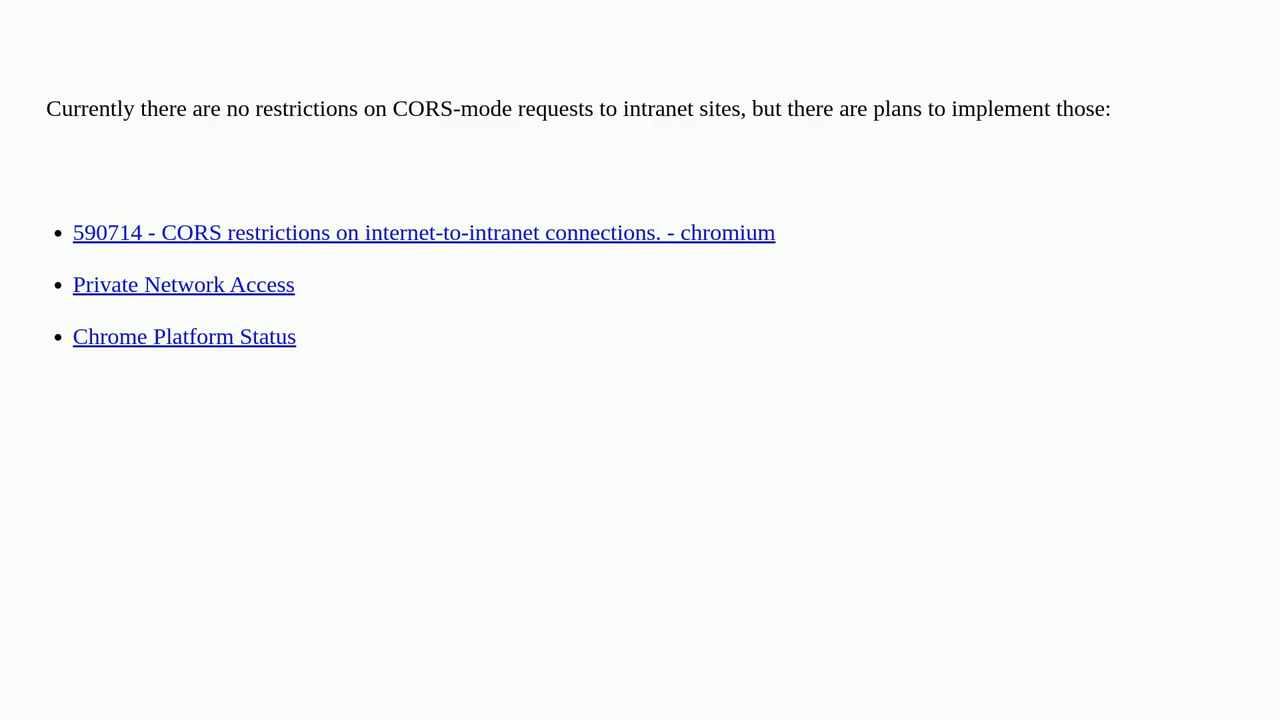 Currently there are no restrictions on CORS-mode requests to intranet sites, but there are plans to implement those:
• 590714 - CORS restrictions on internet-to-intranet connections. - chromium
• Private Network Access
• Chrome Platform Status